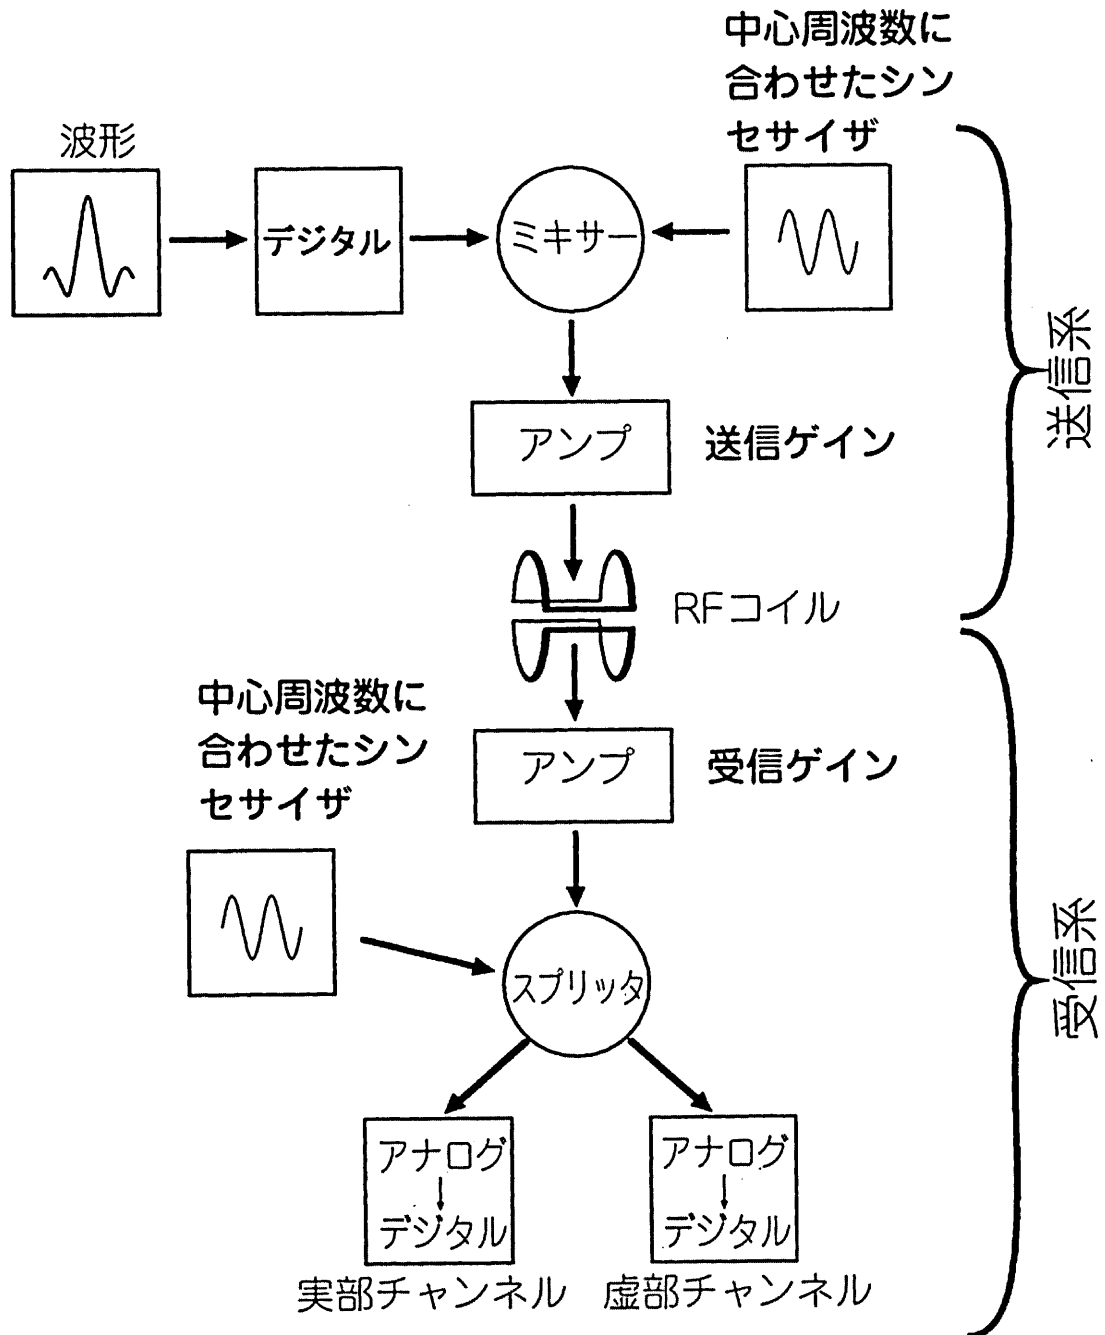 中心周波数に
合わせたシン
セサイザ
波形
デジタル
ミキサー
送信系
アンプ
送信ゲイン
RFコイル
中心周波数に
合わせたシン
セサイザ
アンプ
受信ゲイン
スプリッタ
受信系
アナログ
デジタル
アナログ
デジタル
実部チャンネル
虚部チャンネル